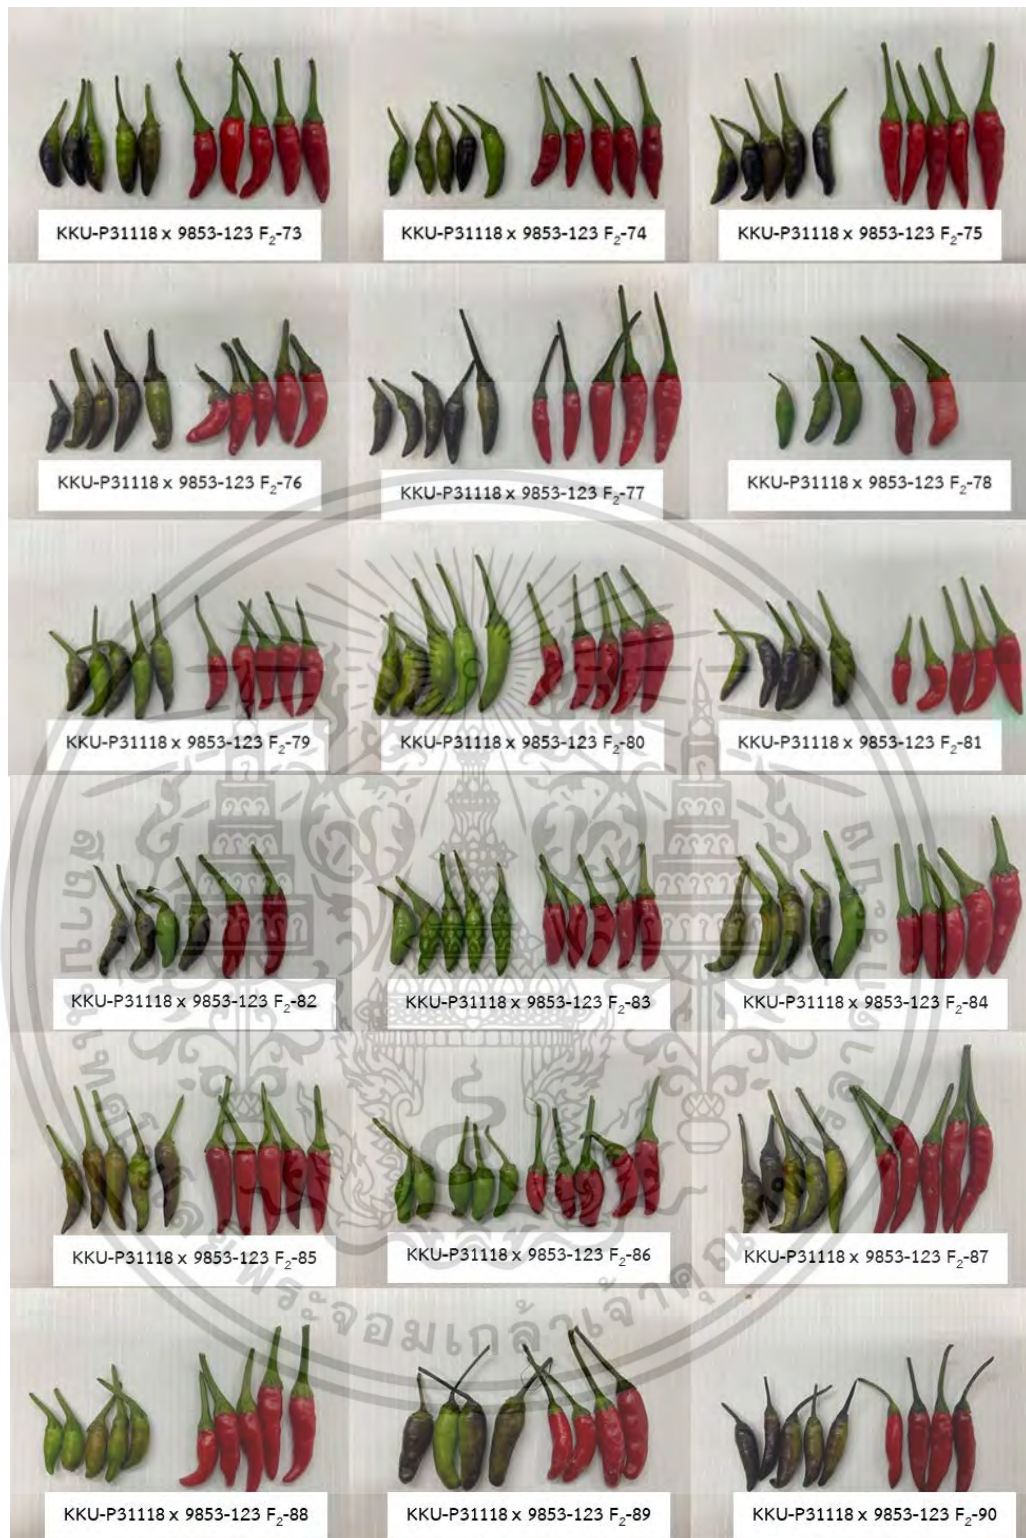 KKU-P31118 x 9853-123 F₂-73
KKU-P31118 x 9853-123 F₂-74
KKU-P31118 x 9853-123 F₂-75
KKU-P31118 x 9853-123 F₂-76
KKU-P31118 x 9853-123 F₂-77
KKU-P31118 x 9853-123 F₂-78
KKU-P31118 x 9853-123 F₂-79
KKU-P31118 x 9853-123 F₂-80
KKU-P31118 x 9853-123 F₂-81
KKU-P31118 x 9853-123 F₂-82
KKU-P31118 x 9853-123 F₂-83
KKU-P31118 x 9853-123 F₂-84
KKU-P31118 x 9853-123 F₂-85
KKU-P31118 x 9853-123 F₂-86
KKU-P31118 x 9853-123 F₂-87
KKU-P31118 x 9853-123 F₂-88
KKU-P31118 x 9853-123 F₂-89
KKU-P31118 x 9853-123 F₂-90